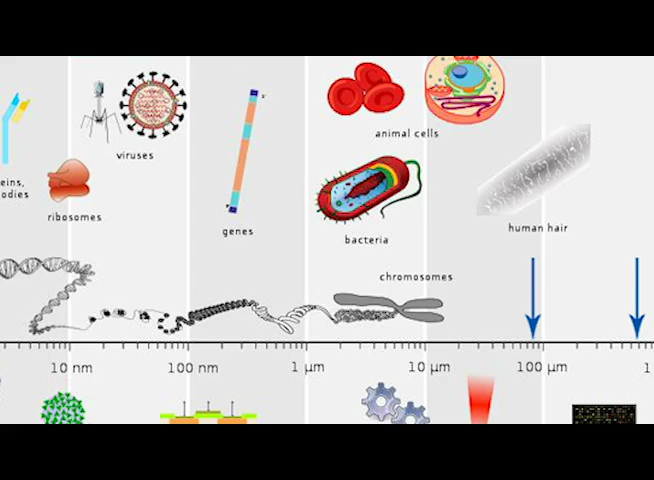 animal cells
viruses
eins,
odies
ribosomes
genes
bacteria
human hair
chromosomes
10 nm 100 nm 1 μm 10 μm 100 μm 1